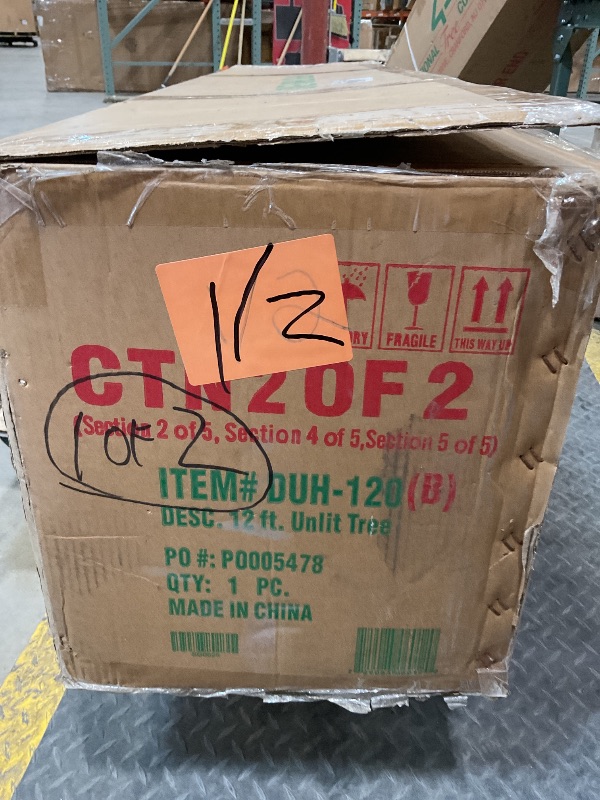 1/2
FRAGILE
THIS WAY UP
CTN 2 OF 2
(Section 2 of 5, Section 4 of 5,Section 5 of 5)
1 OF 2
ITEM# DUH-120 (B)
DESC. 12 ft. Unlit Tree
PO #: P0005478
QTY: 1 PC.
MADE IN CHINA